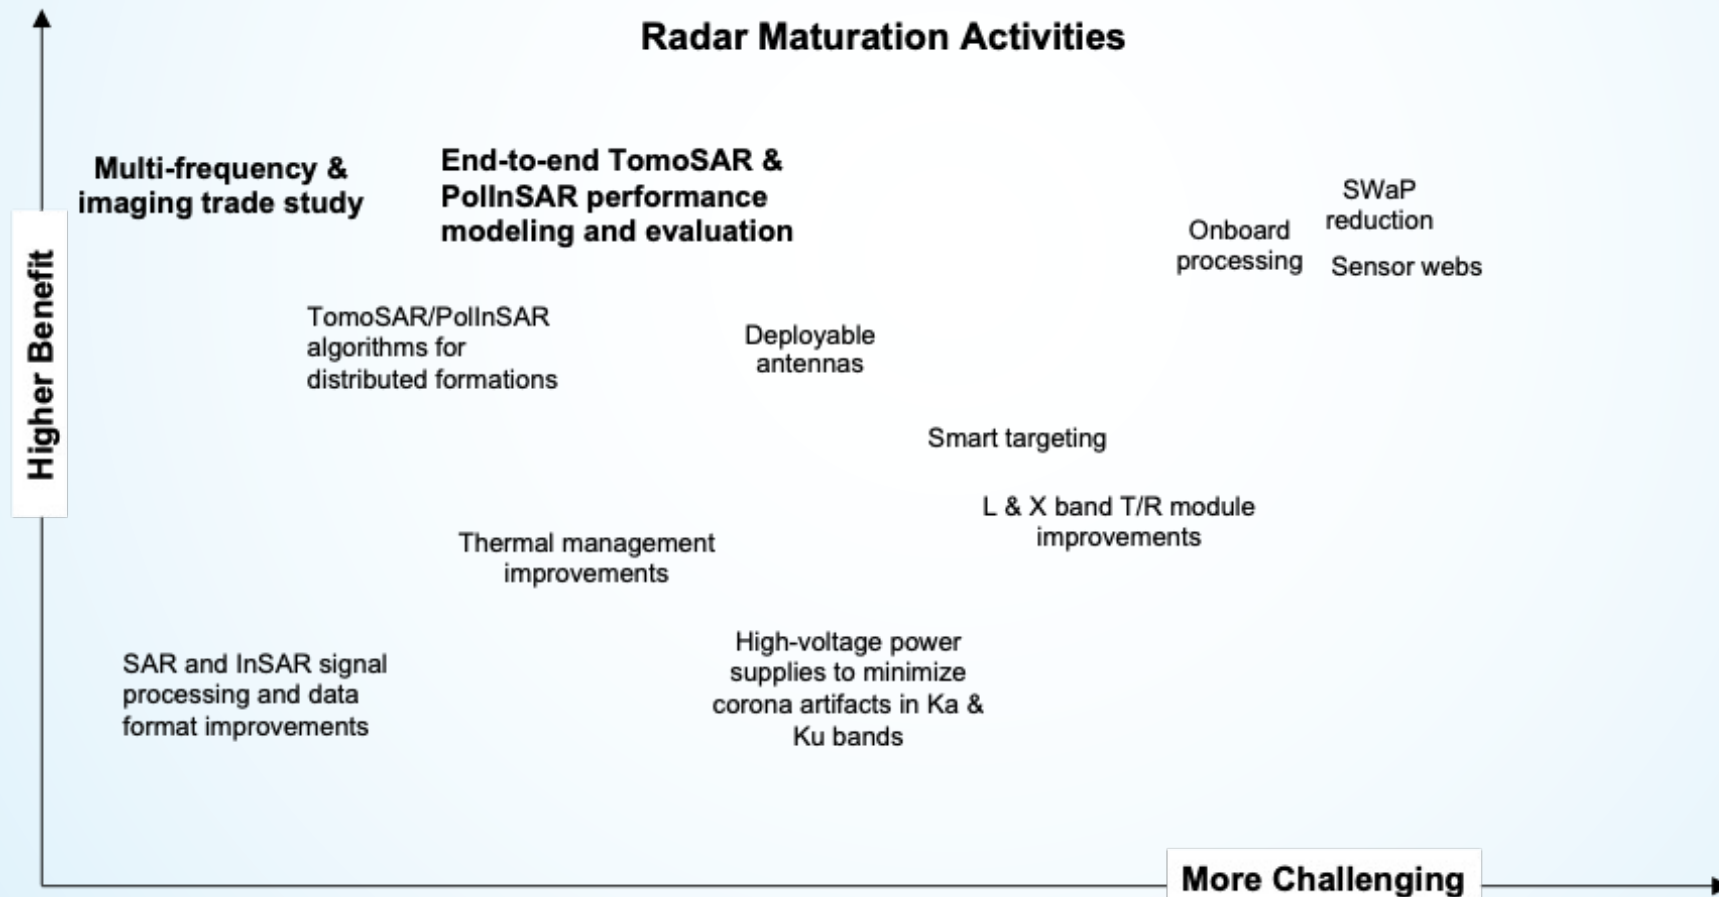 Radar Maturation Activities
Higher Benefit
Multi-frequency &
imaging trade study
End-to-end TomoSAR &
PolInSAR performance
modeling and evaluation
SWaP
reduction
Onboard
processing
Sensor webs
TomoSAR/PolInSAR
algorithms for
distributed formations
Deployable
antennas
Smart targeting
L & X band T/R module
improvements
Thermal management
improvements
High-voltage power
supplies to minimize
corona artifacts in Ka &
Ku bands
SAR and InSAR signal
processing and data
format improvements
More Challenging